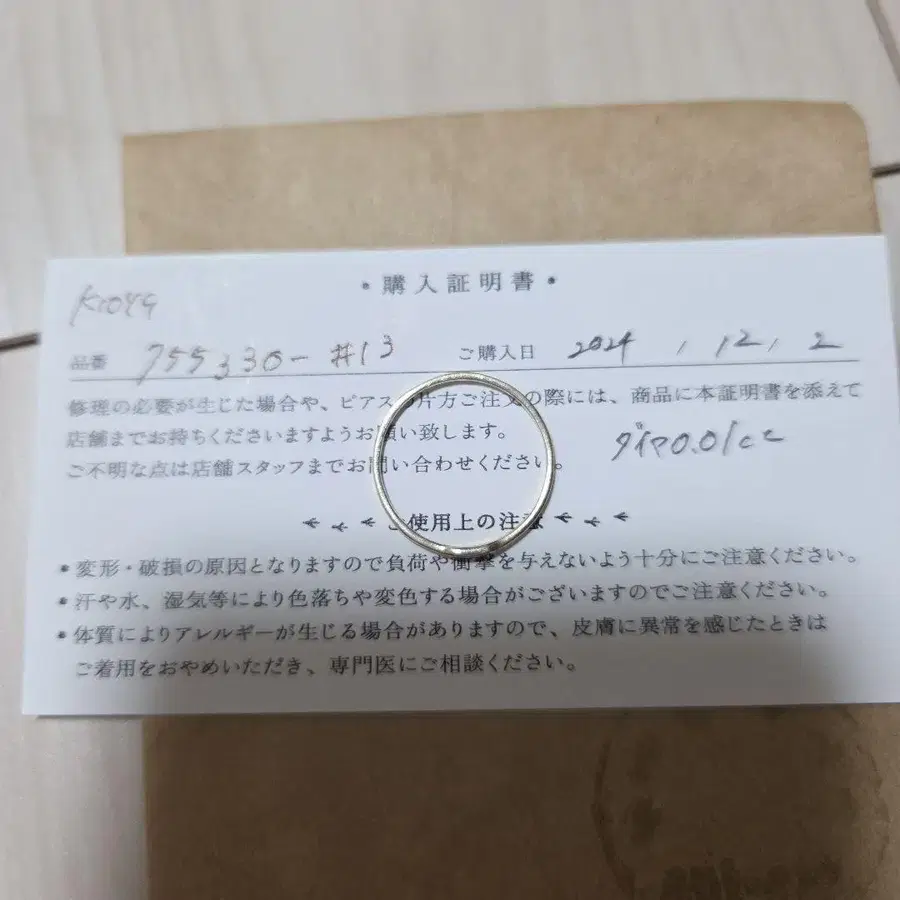 ・購入証明書・
K10YG
品番 755330-#13 ご購入日 2024, 12, 2
修理の必要が生じた場合や、ピアスの片方ご注文の際には、商品に本証明書を添えて
店舗までお持ちくださいますようお願い致します。
ダイヤ0.01cc
ご不明な点は店舗スタッフまでお問い合わせください。
ご使用上の注意
・変形・破損の原因となりますので負荷や衝撃を与えないよう十分にご注意ください。
・汗や水、湿気等により色落ちや変色する場合がございますのでご注意ください。
・体質によりアレルギーが生じる場合がありますので、皮膚に異常を感じたときは
ご着用をおやめいただき、専門医にご相談ください。